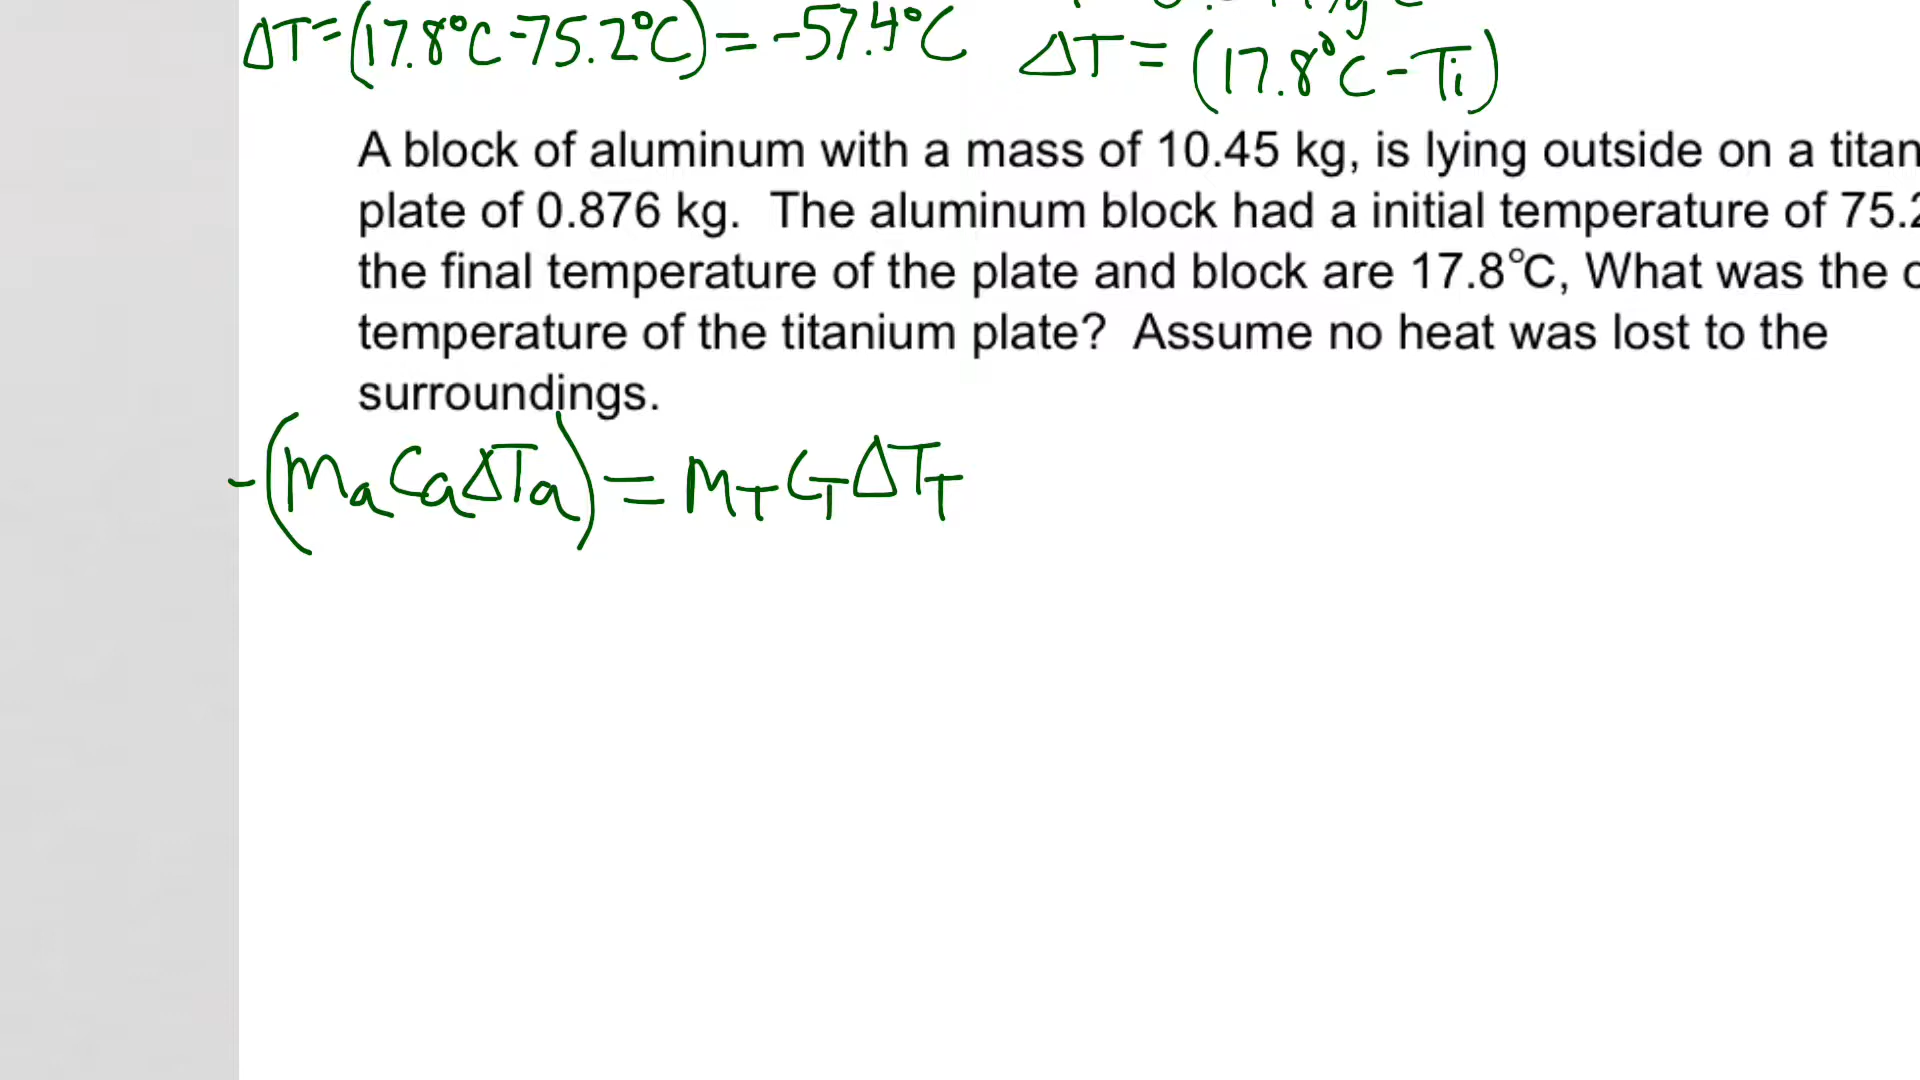 ΔT=(17.8°C-75.2°C)=-57.4°C ΔT=(17.8°C-Ti)
A block of aluminum with a mass of 10.45 kg, is lying outside on a titan
plate of 0.876 kg. The aluminum block had a initial temperature of 75.2
the final temperature of the plate and block are 17.8°C, What was the
temperature of the titanium plate? Assume no heat was lost to the
surroundings.
-(MaCaΔTa)=MTCTΔTT